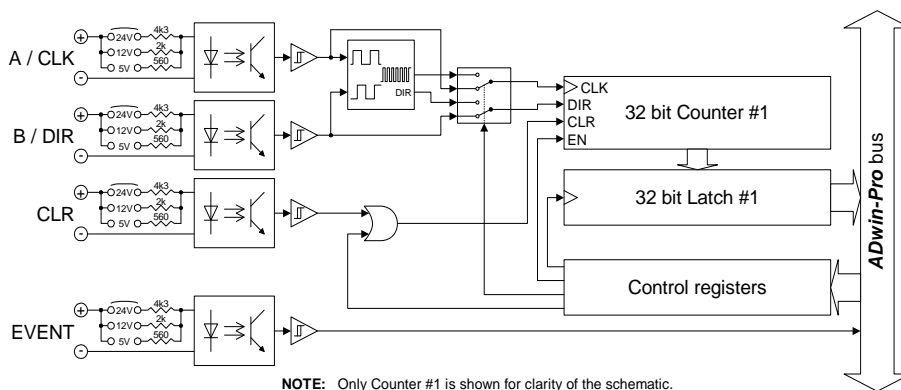 A / CLK
+
24V 4k3
12V 2k
5V 560
-
B / DIR
+
24V 4k3
12V 2k
5V 560
-
CLR
+
24V 4k3
12V 2k
5V 560
-
EVENT
+
24V 4k3
12V 2k
5V 560
-
DIR
CLK
DIR
CLR
EN
32 bit Counter #1
32 bit Latch #1
Control registers
ADwin-Pro bus
NOTE: Only Counter #1 is shown for clarity of the schematic.